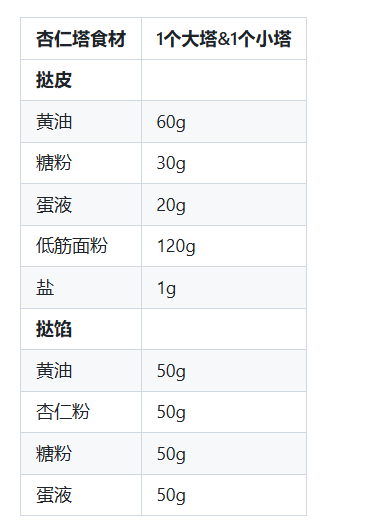 杏仁塔食材 1个大塔&1个小塔
挞皮
黄油 60g
糖粉 30g
蛋液 20g
低筋面粉 120g
盐 1g
挞馅
黄油 50g
杏仁粉 50g
糖粉 50g
蛋液 50g